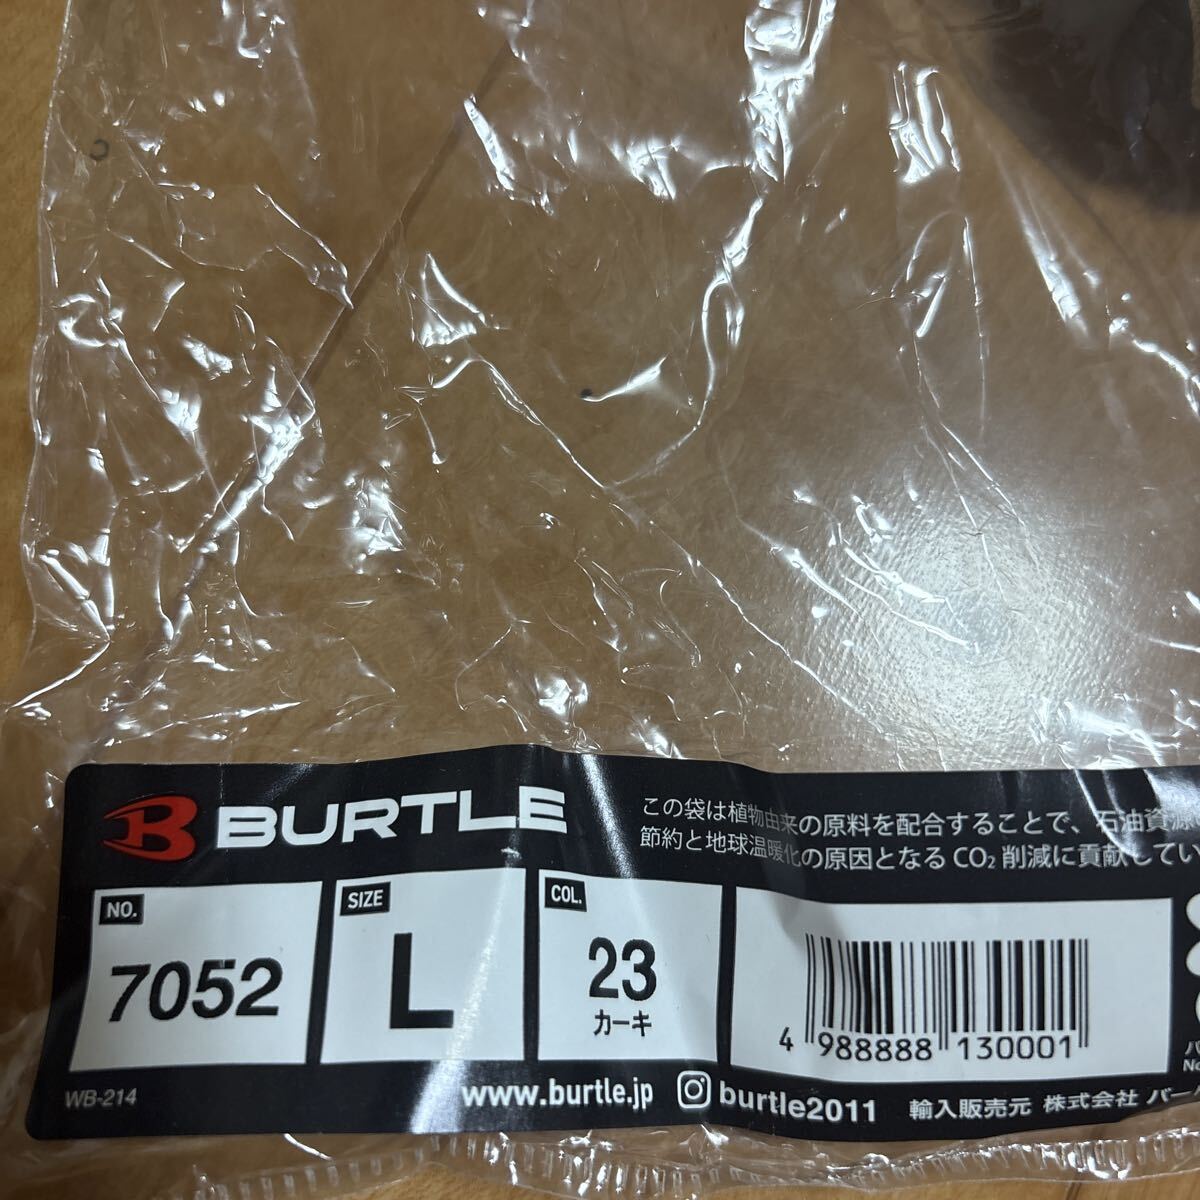 BURTLE
この袋は植物由来の原料を配合することで、石油資源
節約と地球温暖化の原因となる CO₂ 削減に貢献してい
NO.
7052
SIZE
L
COL.
23
カーキ
4 988888 130001
WB-214
www.burtle.jp
burtle2011
輸入販売元 株式会社 バー